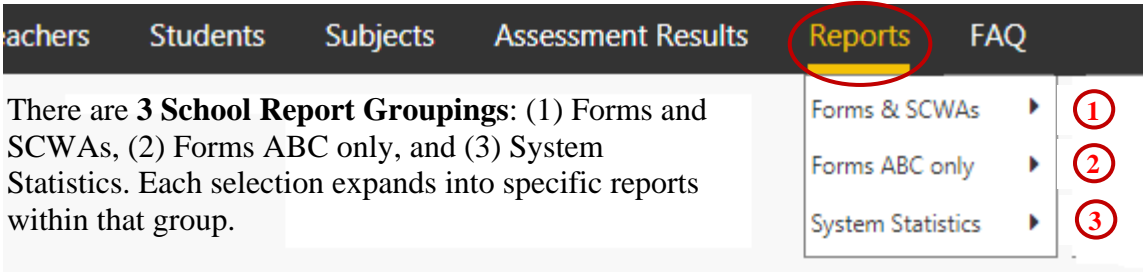 eachers Students Subjects Assessment Results Reports FAQ
There are 3 School Report Groupings: (1) Forms and
SCWAs, (2) Forms ABC only, and (3) System
Statistics. Each selection expands into specific reports
within that group.
Forms & SCWAs 1
Forms ABC only 2
System Statistics 3